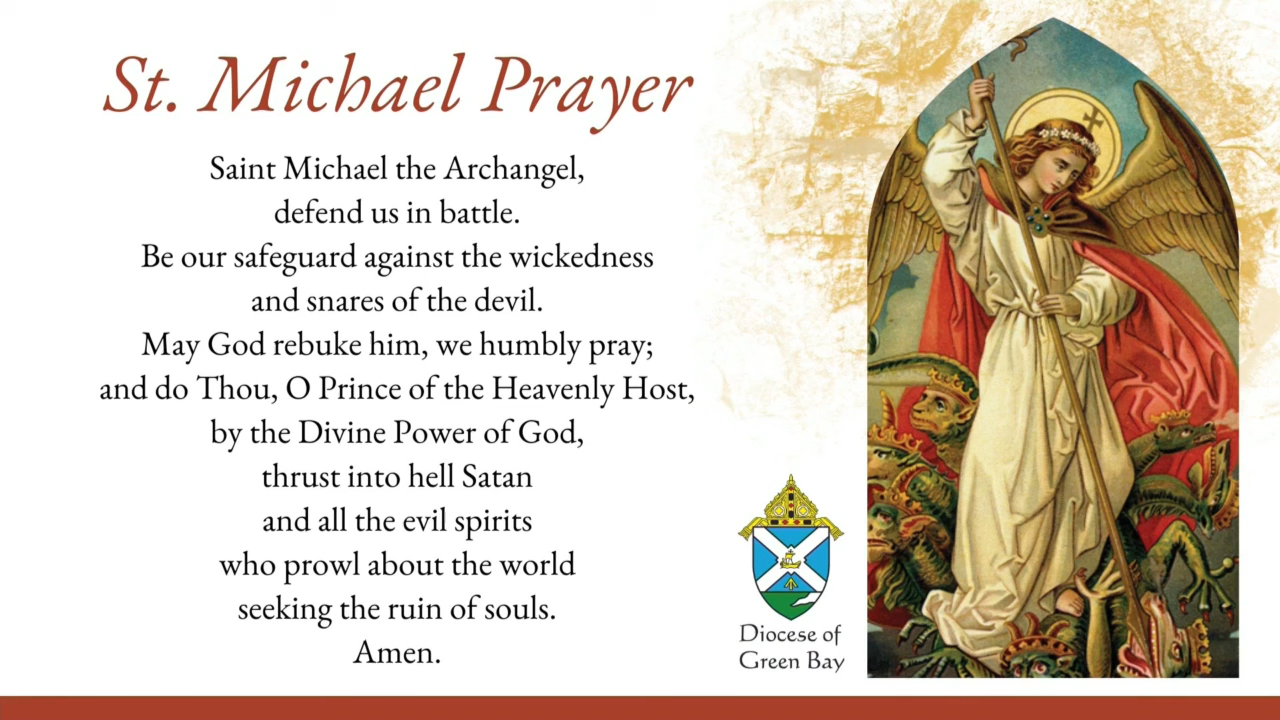 St. Michael Prayer
Saint Michael the Archangel,
defend us in battle.
Be our safeguard against the wickedness
and snares of the devil.
May God rebuke him, we humbly pray;
and do Thou, O Prince of the Heavenly Host,
by the Divine Power of God,
thrust into hell Satan
and all the evil spirits
who prowl about the world
seeking the ruin of souls.
Amen.
Diocese of
Green Bay